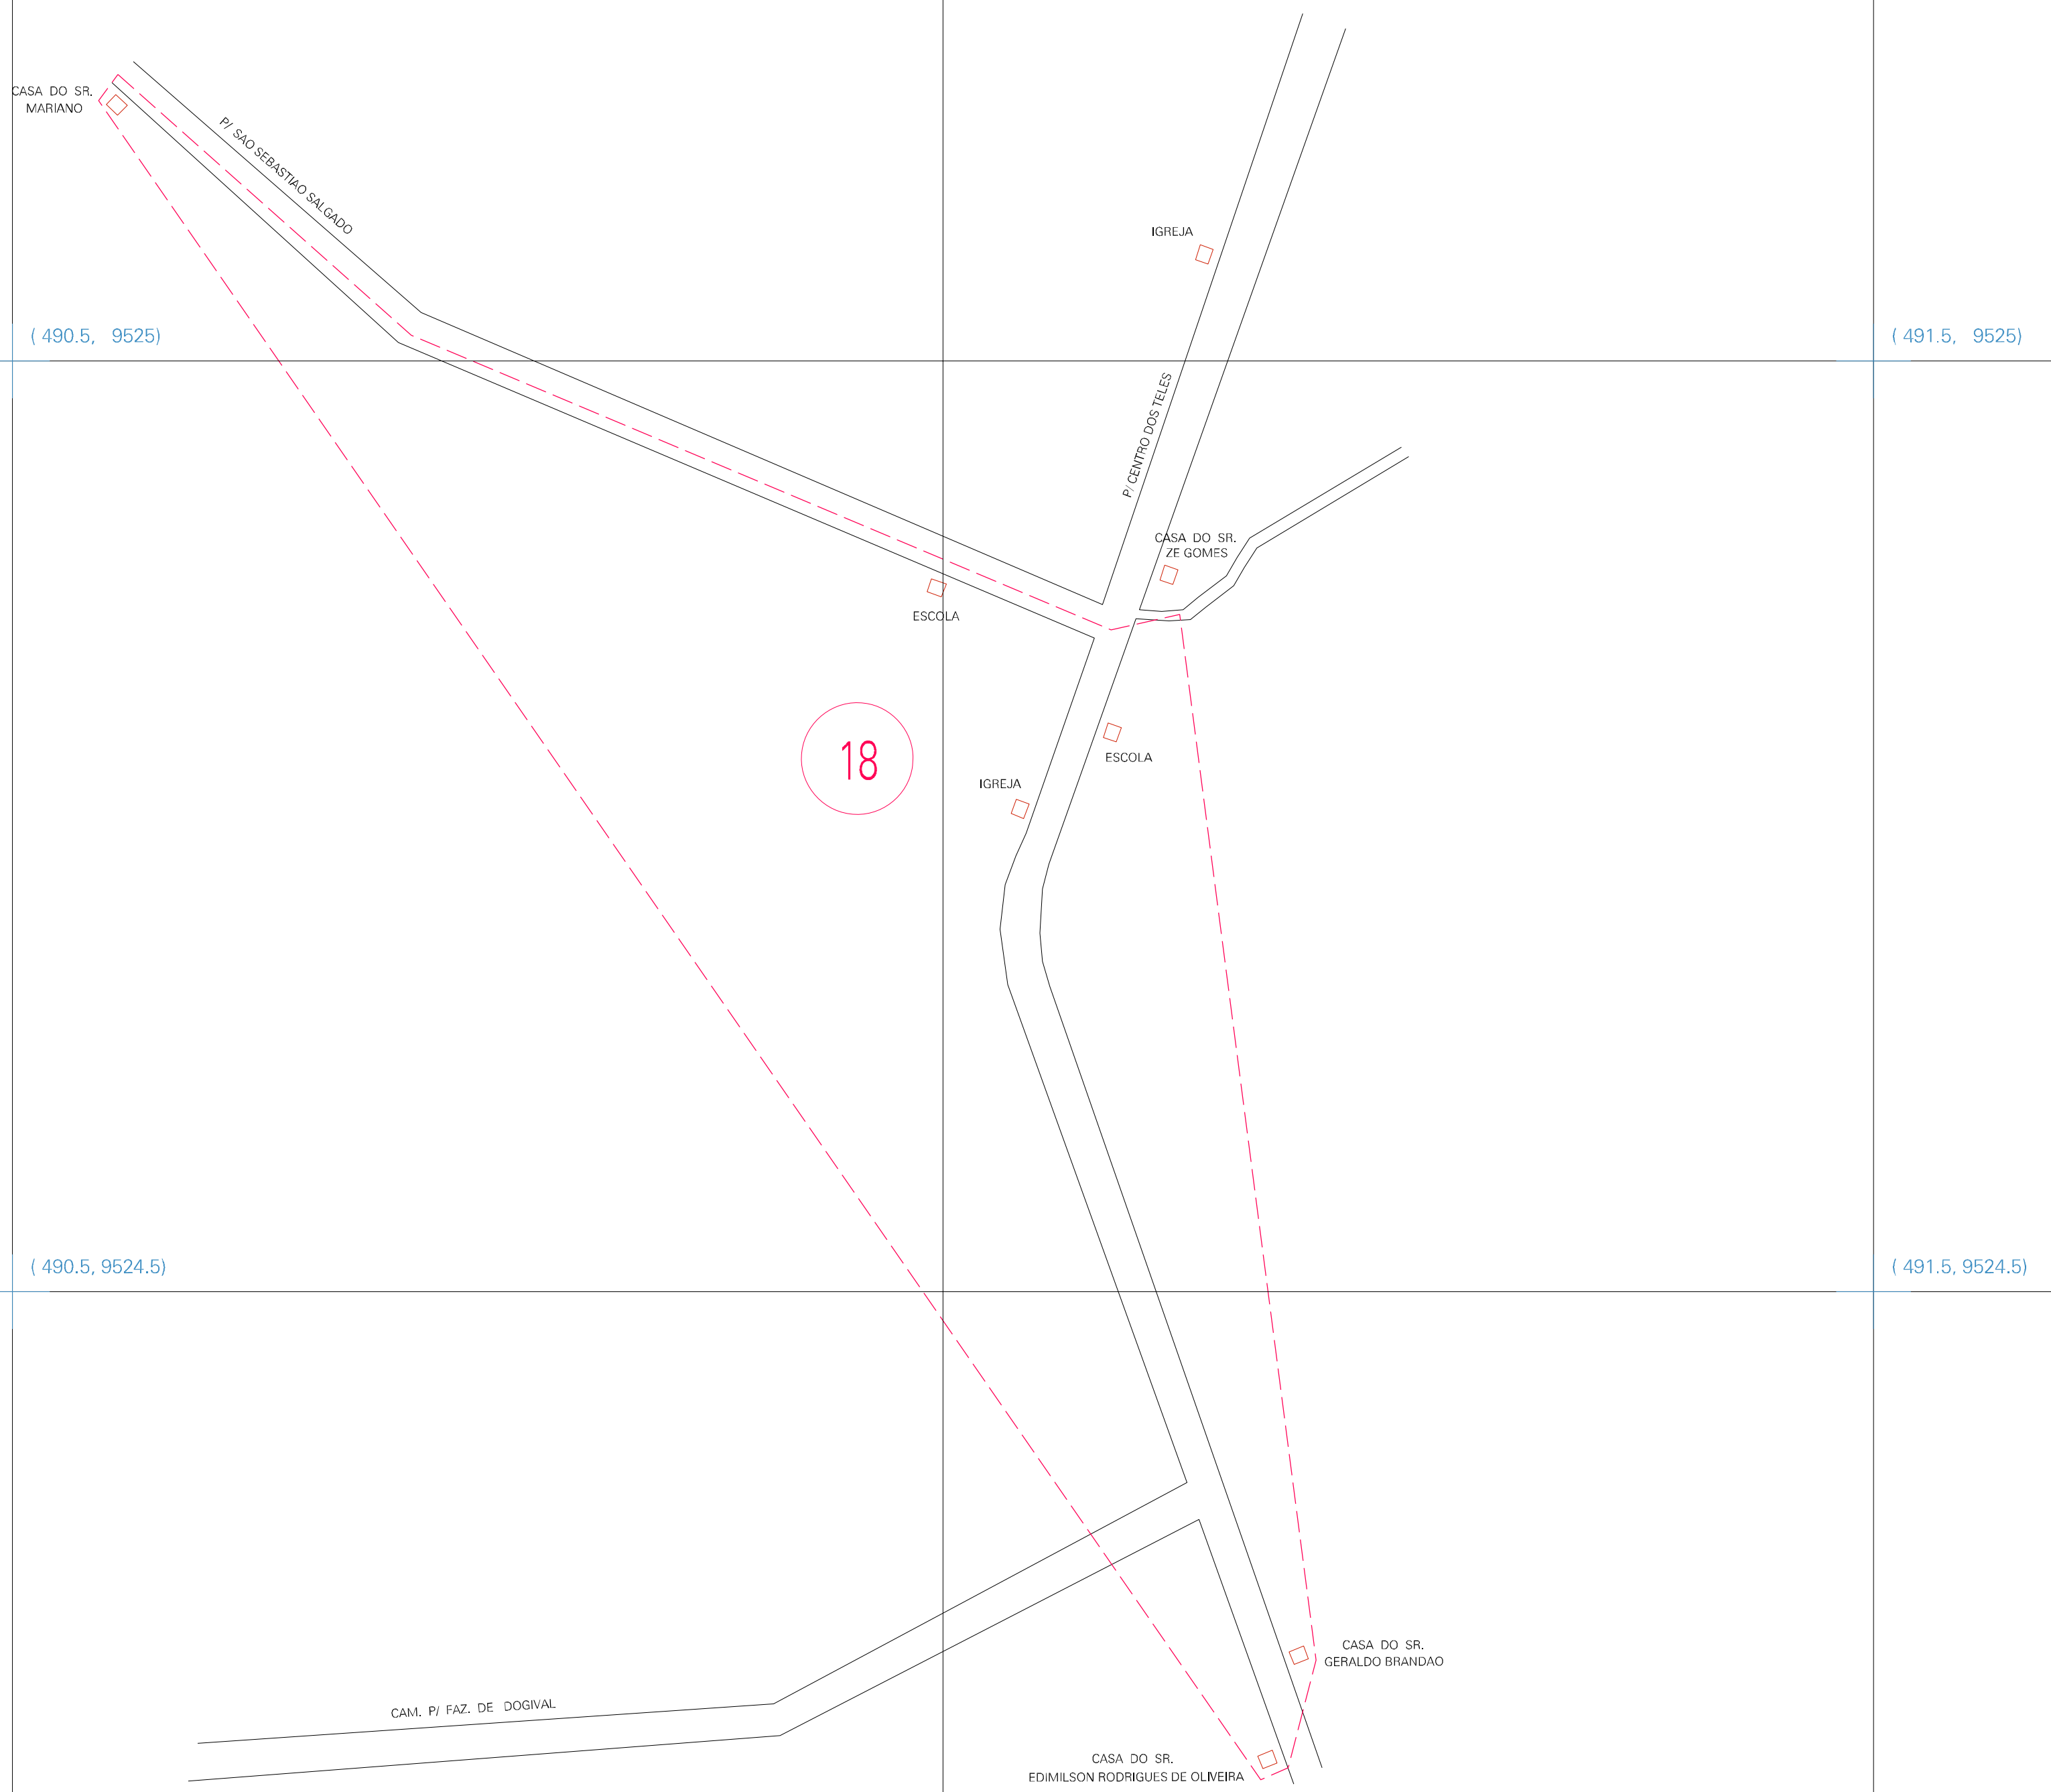 CASA DO SR.
MARIANO
P/ SAO SEBASTIAO SALGADO
IGREJA
( 490.5, 9525)
( 491.5, 9525)
P/ CENTRO DOS TELES
CASA DO SR.
ZE GOMES
ESCOLA
18
ESCOLA
IGREJA
( 490.5, 9524.5)
( 491.5, 9524.5)
CASA DO SR.
GERALDO BRANDAO
CAM. P/ FAZ. DE DOGIVAL
CASA DO SR.
EDIMILSON RODRIGUES DE OLIVEIRA